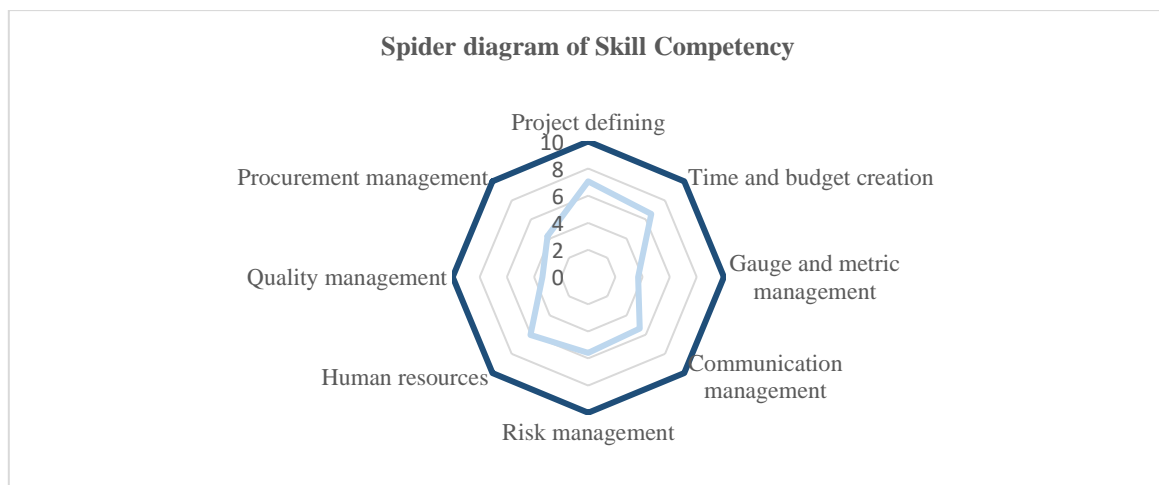 Spider diagram of Skill Competency
Project defining
10
8
6
4
2
0
Time and budget creation
Gauge and metric
management
Communication
management
Risk management
Human resources
Quality management
Procurement management